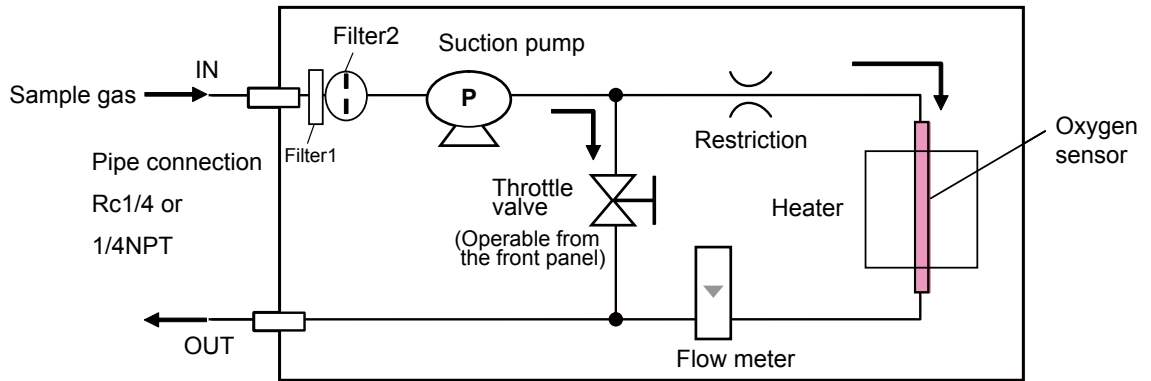 Filter2
Suction pump
IN
Sample gas
P
Filter1
Restriction
Oxygen
sensor
Pipe connection
Rc1/4 or
1/4NPT
Throttle
valve
(Operable from
the front panel)
Heater
OUT
Flow meter